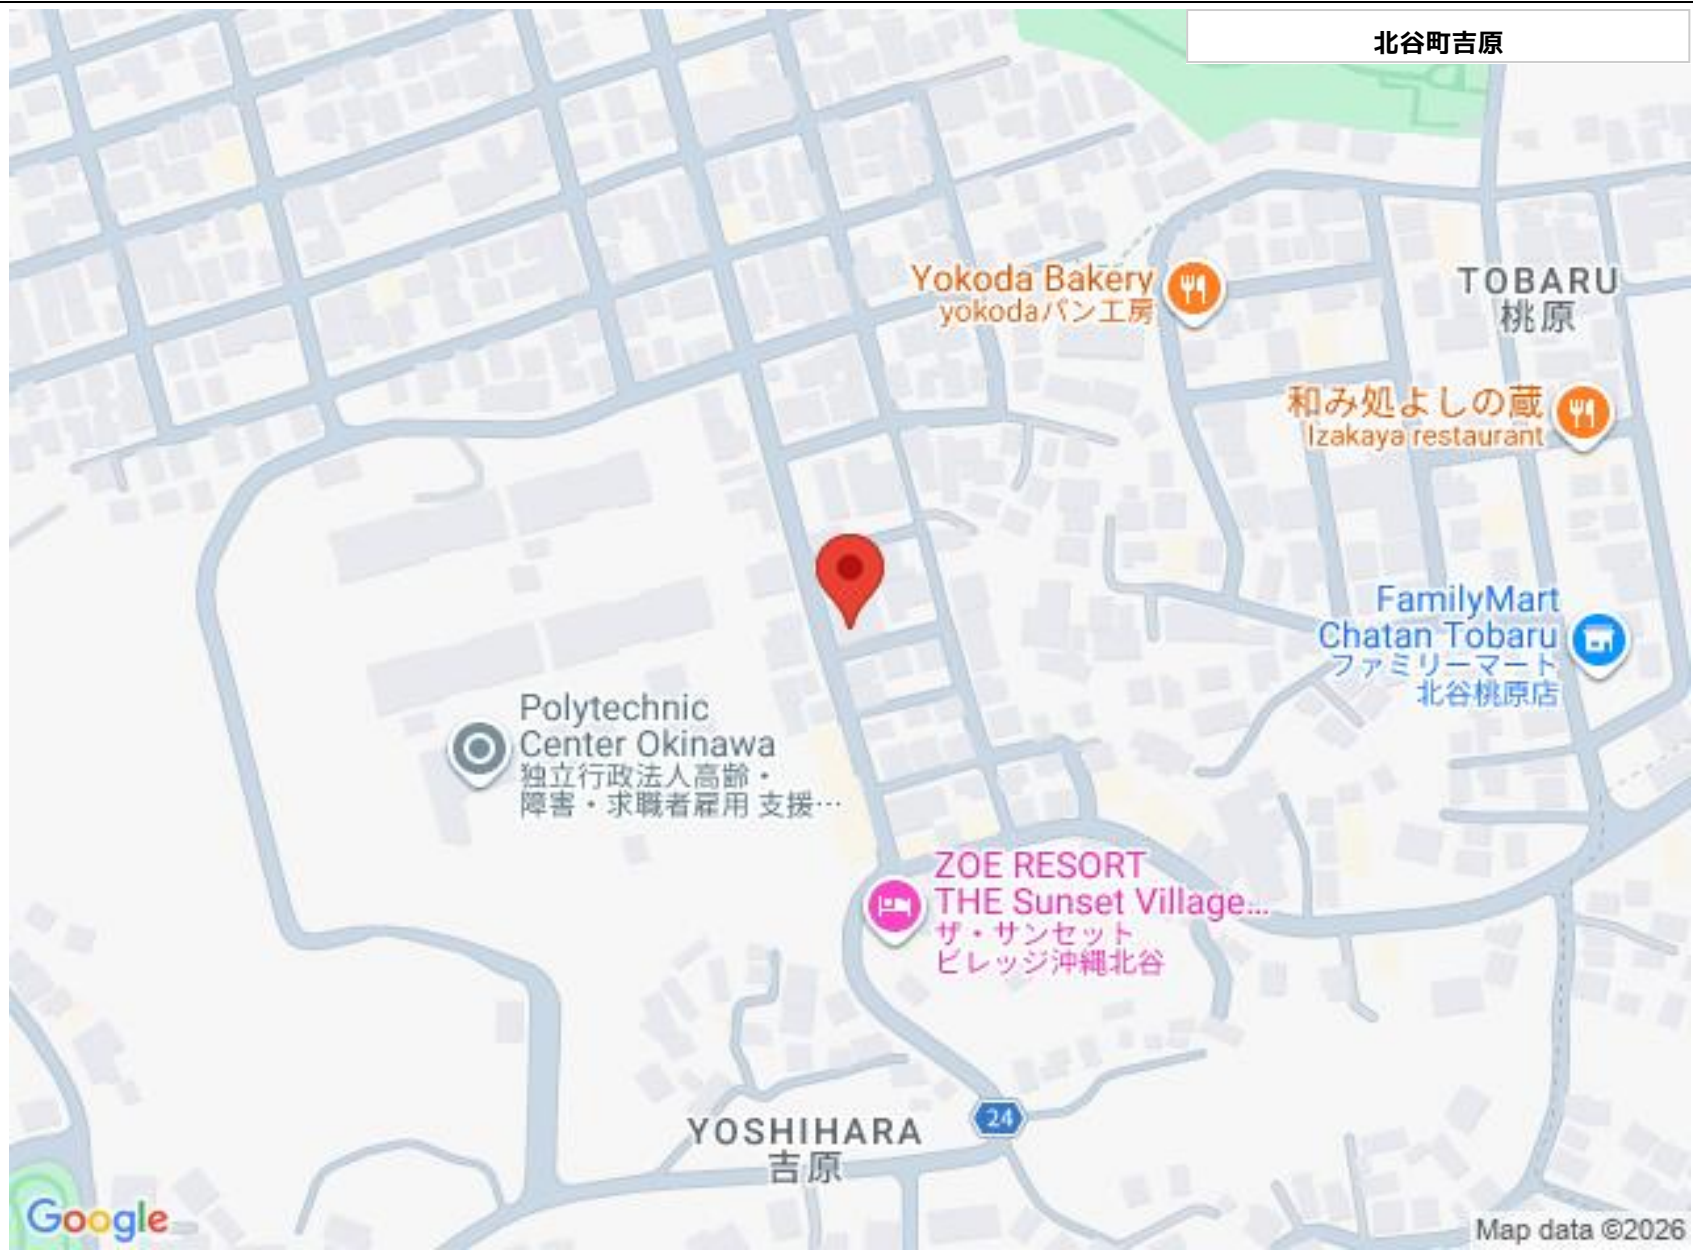 北谷町吉原
Yokoda Bakery
yokodaパン工房
TOBARU
桃原
和み処よしの蔵
Izakaya restaurant
FamilyMart
Chatan Tobaru
ファミリーマート
北谷桃原店
Polytechnic
Center Okinawa
独立行政法人高齢・
障害・求職者雇用 支援…
ZOE RESORT
THE Sunset Village...
ザ・サンセット
ビレッジ沖縄北谷
24
YOSHIHARA
吉原
Google
Map data ©2026